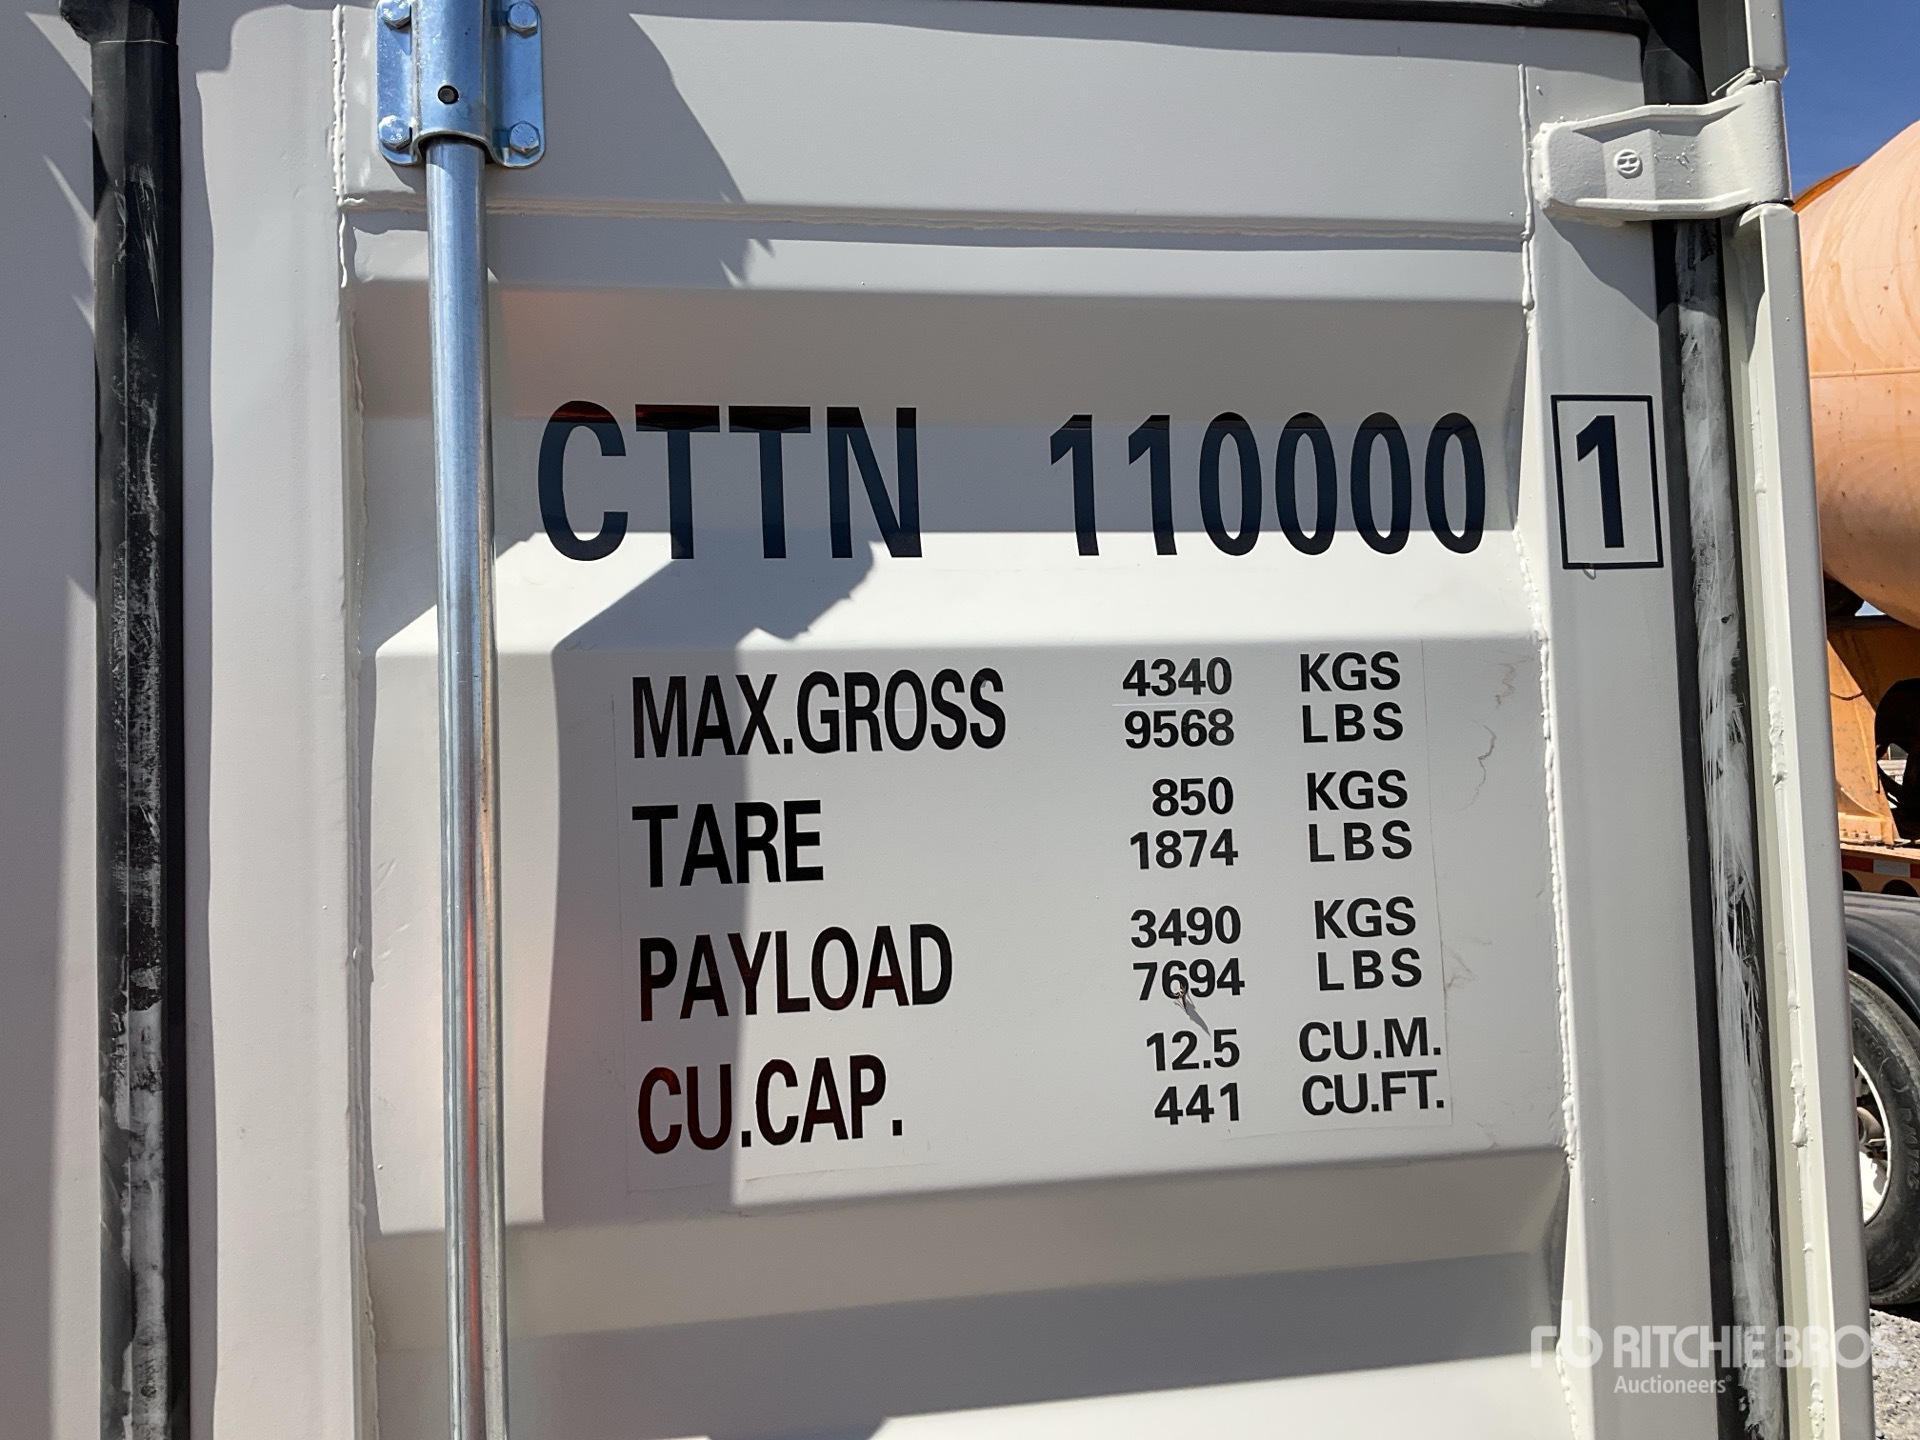 CTTN 110000 1
MAX.GROSS 4340 KGS
9568 LBS
TARE 850 KGS
1874 LBS
PAYLOAD 3490 KGS
7694 LBS
CU.CAP. 12.5 CU.M.
441 CU.FT.
rb RITCHIE BROS.
Auctioneers